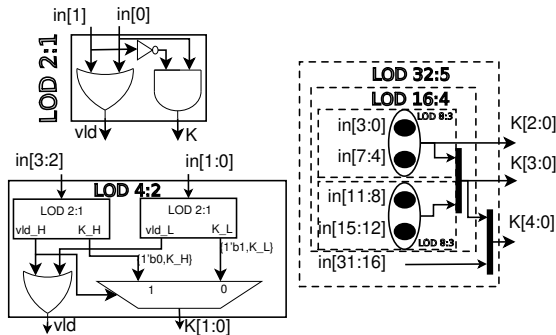 in[1]
in[0]
LOD 2:1
vld
K
in[3:2]
in[1:0]
LOD 4:2
LOD 2:1
LOD 2:1
vld_H
K_H
vld_L
K_L
{1'b0,K_H}
{1'b1,K_L}
1
0
vld
K[1:0]
LOD 32:5
LOD 16:4
LOD 8:3
in[3:0]
in[7:4]
K[2:0]
K[3:0]
in[11:8]
in[15:12]
LOD 8:3
K[4:0]
in[31:16]